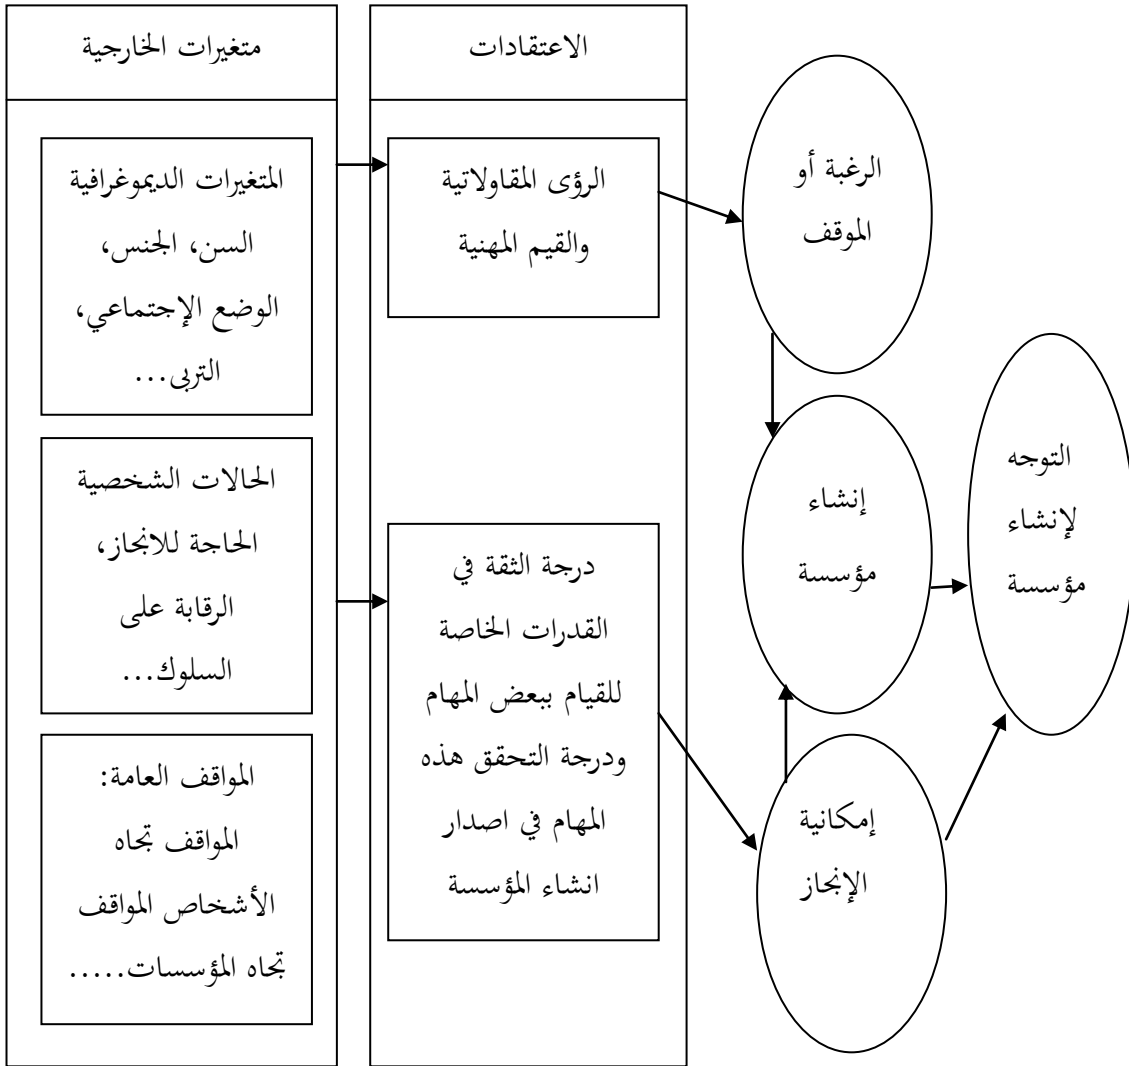 متغيرات الخارجية
المتغيرات الديموغرافية
السن، الجنس،
الوضع الإجتماعي،
التربى...
الحالات الشخصية
الحاجة للانجاز،
الرقابة على
السلوك...
المواقف العامة:
المواقف تجاه
الأشخاص المواقف
تجاه المؤسسات.....
الاعتقادات
الرؤى المقاولاتية
والقيم المهنية
درجة الثقة في
القدرات الخاصة
للقيام ببعض المهام
ودرجة التحقق هذه
المهام في اصدار
انشاء المؤسسة
الرغبة أو
الموقف
إنشاء
مؤسسة
إمكانية
الإنجاز
التوجه
لإنشاء
مؤسسة